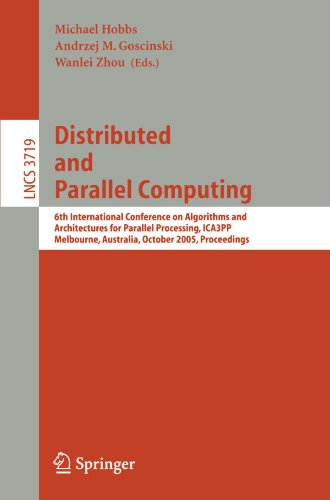 Michael Hobbs
Andrzej M. Goscinski
Wanlei Zhou (Eds.)
LNCS 3719
Distributed
and
Parallel Computing
6th International Conference on Algorithms and
Architectures for Parallel Processing, ICA3PP
Melbourne, Australia, October 2005, Proceedings
Springer